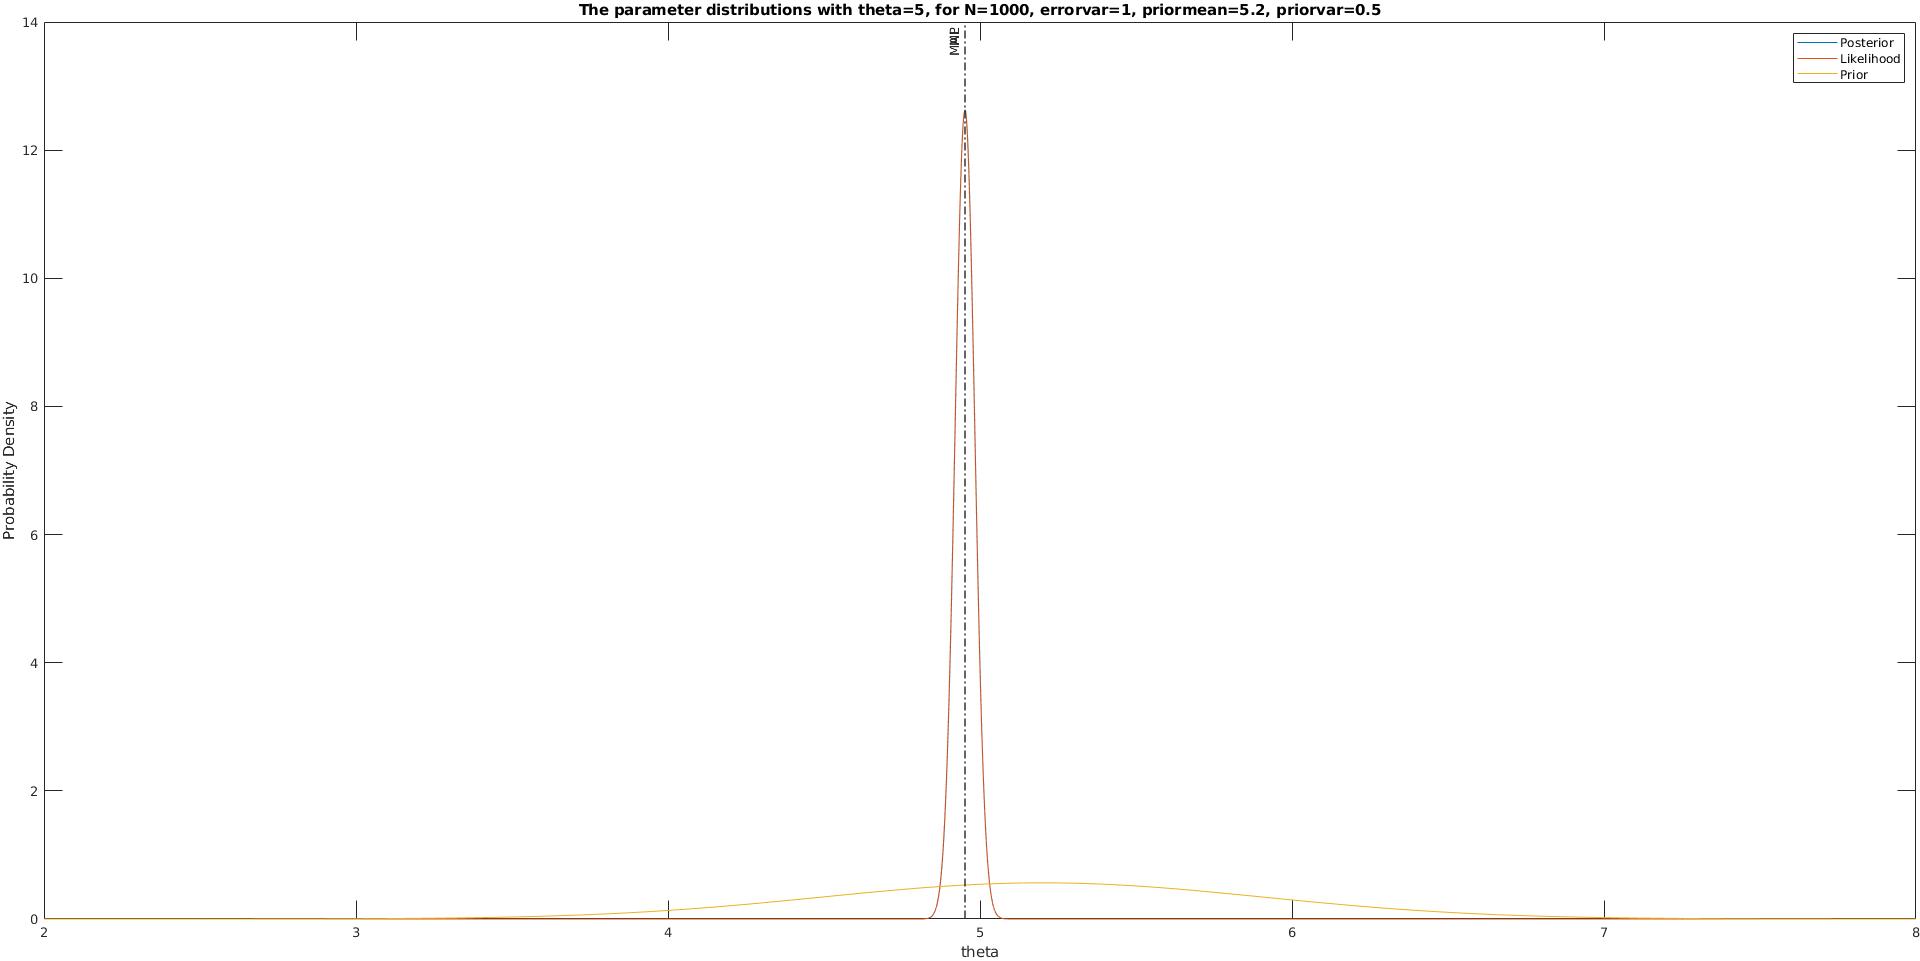 The parameter distributions with theta=5, for N=1000, errorvar=1, priormean=5.2, priorvar=0.5
14
12
10
8
6
4
2
0
Probability Density
Posterior
Likelihood
Prior
2
3
4
5
6
7
8
theta